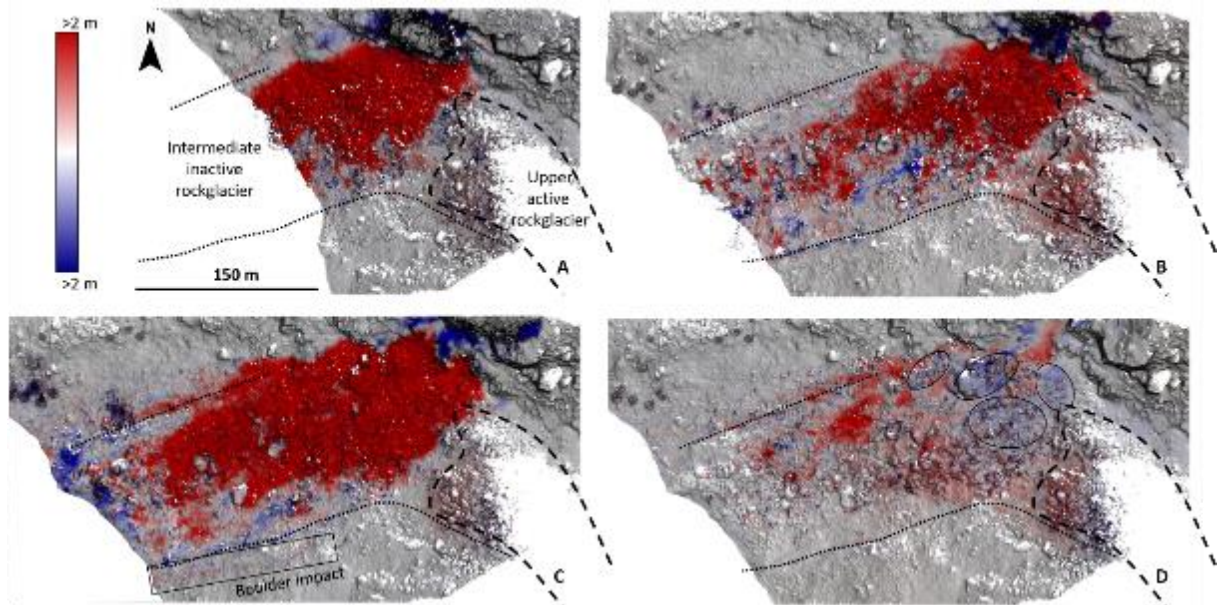 >2 m
N
Intermediate
inactive
rockglacier
Upper
active
rockglacier
>2 m
150 m
A
B
Boulder impact
C
D